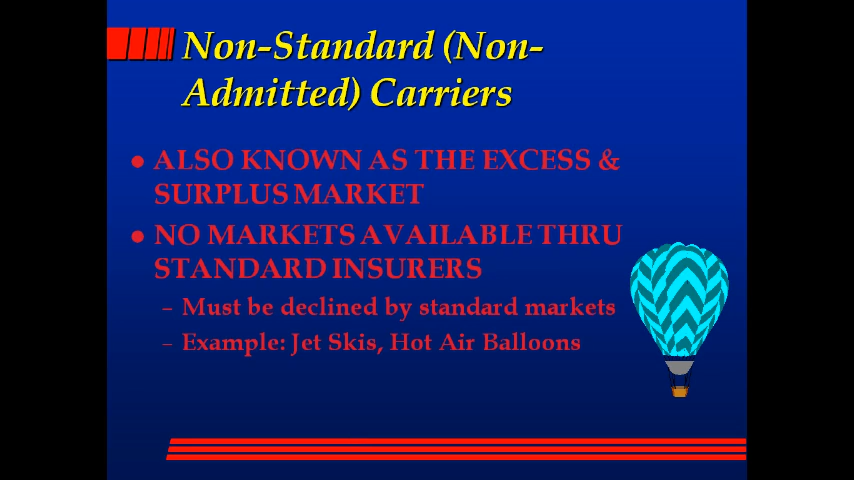 Non-Standard (Non-
Admitted) Carriers
● ALSO KNOWN AS THE EXCESS &
SURPLUS MARKET
● NO MARKETS AVAILABLE THRU
STANDARD INSURERS
– Must be declined by standard markets
– Example: Jet Skis, Hot Air Balloons